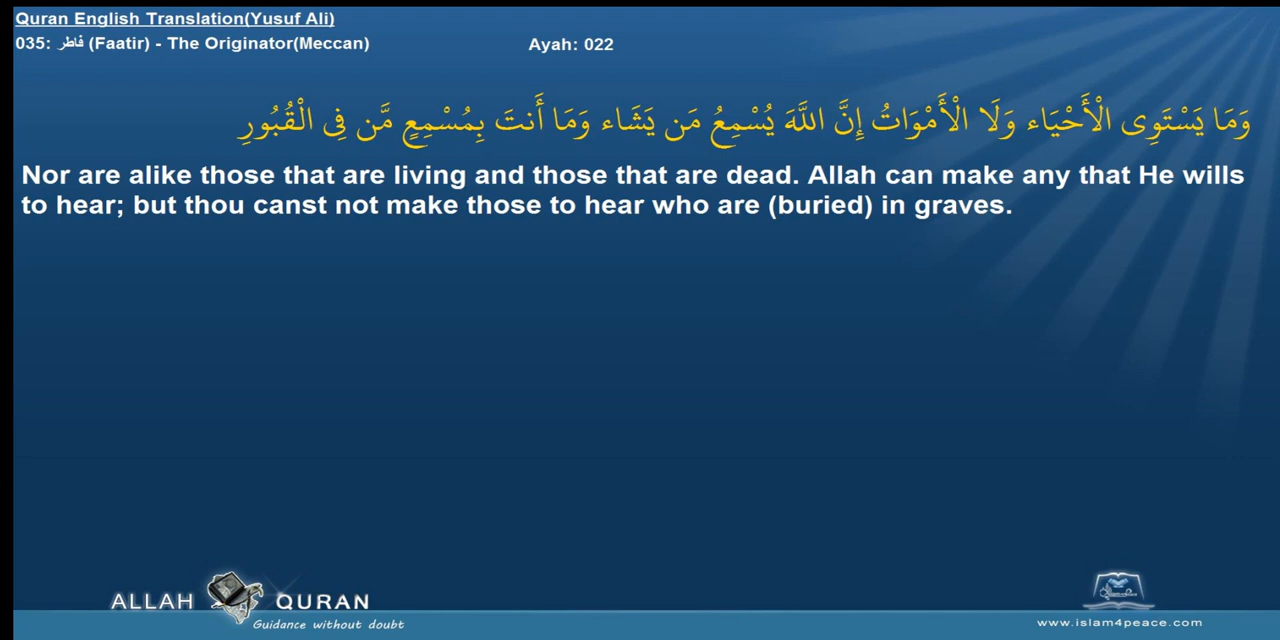 Quran English Translation(Yusuf Ali)
035: فاطر (Faatir) - The Originator(Meccan)
Ayah: 022
وَمَا يَسْتَوِى الْأَحْيَاء وَلَا الْأَمْوَاتُ إِنَّ اللَّهَ يُسْمِعُ مَن يَشَاء وَمَا أَنتَ بِمُسْمِعٍ مَّن فِى الْقُبُورِ
Nor are alike those that are living and those that are dead. Allah can make any that He wills
to hear; but thou canst not make those to hear who are (buried) in graves.
ALLAH QURAN
Guidance without doubt
www.islam4peace.com